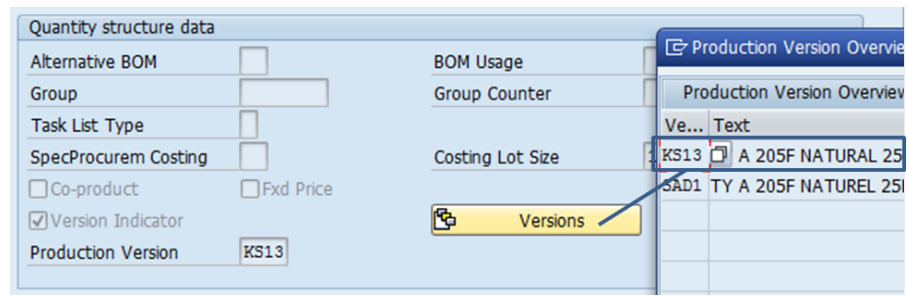 Quantity structure data
Alternative BOM
BOM Usage
Group
Group Counter
Task List Type
SpecProcurem Costing
Costing Lot Size
Co-product
Fxd Price
Version Indicator
Versions
Production Version
KS13
Production Version Overvie
Production Version Overview
Ve... Text
KS13 A 205F NATURAL 25
SAD1 TY A 205F NATUREL 25